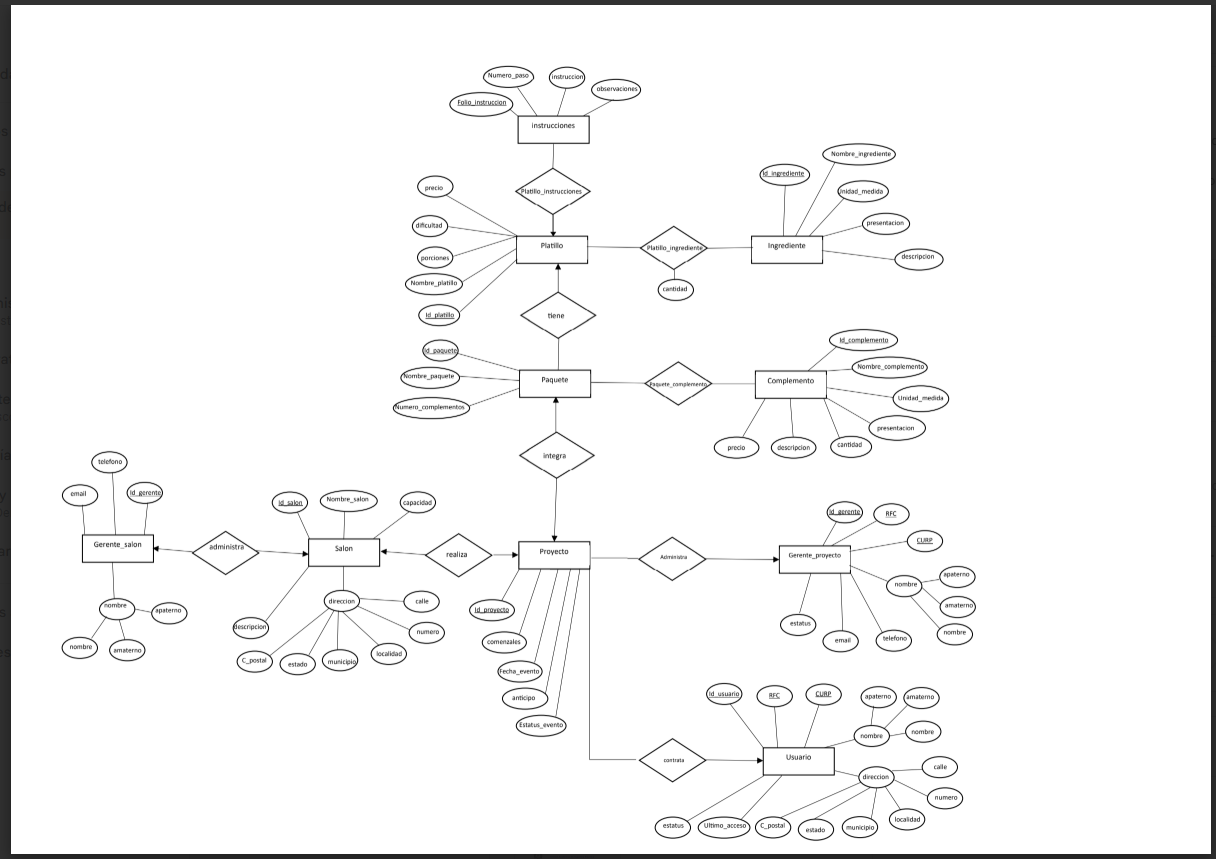 Numero_paso
instruccion
observaciones
Folio_instruccion
instrucciones
Nombre_ingrediente
Id_ingrediente
Unidad_medida
precio
Platillo_instrucciones
presentacion
dificultad
Platillo
Platillo_ingrediente
Ingrediente
porciones
descripcion
Nombre_platillo
cantidad
Id_platillo
tiene
Id_complemento
Id_paquete
Nombre_complemento
Nombre_paquete
Paquete
Paquete_complemento
Complemento
Numero_complementos
Unidad_medida
presentacion
precio
descripcion
cantidad
integra
telefono
email
Id_gerente
Id_salon
Nombre_salon
capacidad
Id_gerente
RFC
CURP
Gerente_salon
administra
Salon
realiza
Proyecto
Administra
Gerente_proyecto
nombre
apaterno
amaterno
nombre
nombre
apaterno
nombre
amaterno
direccion
calle
numero
descripcion
C_postal
estado
municipio
localidad
Id_proyecto
comenzales
Fecha_evento
anticipo
Estatus_evento
estatus
email
telefono
Id_usuario
RFC
CURP
apaterno
amaterno
nombre
nombre
contrata
Usuario
direccion
calle
numero
estatus
Ultimo_acceso
C_postal
estado
municipio
localidad